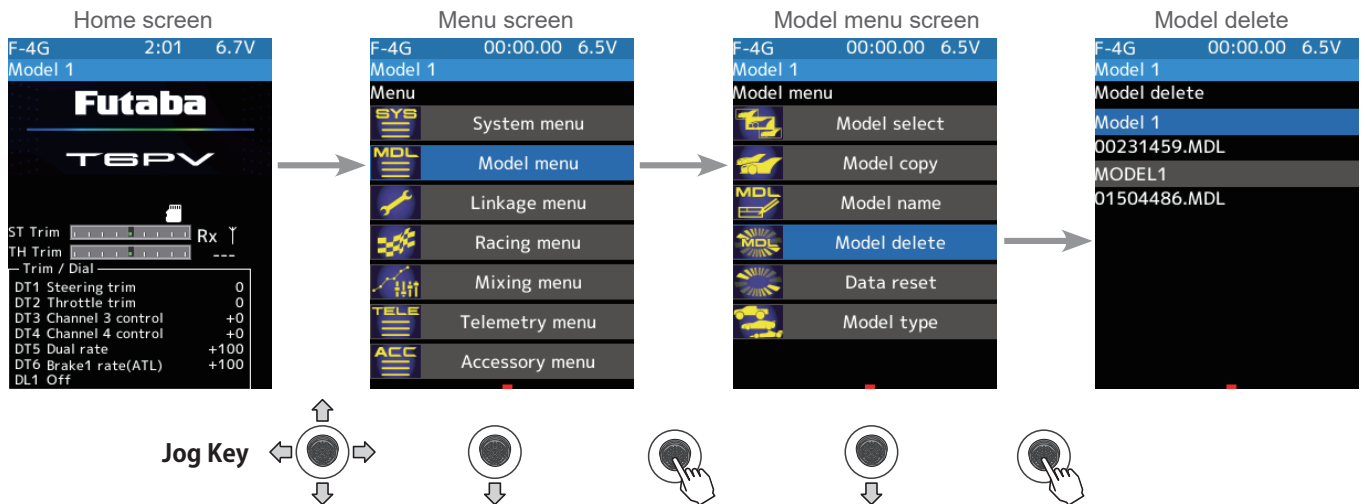 Home screen
F-4G 2:01 6.7V
Model 1
Futaba
T6PV
ST Trim Rx
TH Trim ---
Trim / Dial
DT1 Steering trim 0
DT2 Throttle trim 0
DT3 Channel 3 control +0
DT4 Channel 4 control +0
DT5 Dual rate +100
DT6 Brake1 rate(ATL) +100
DL1 Off
Menu screen
F-4G 00:00.00 6.5V
Model 1
Menu
SYS System menu
MDL Model menu
Linkage menu
Racing menu
Mixing menu
TELE Telemetry menu
ACC Accessory menu
Model menu screen
F-4G 00:00.00 6.5V
Model 1
Model menu
Model select
Model copy
MDL Model name
MDL Model delete
Data reset
Model type
Model delete
F-4G 00:00.00 6.5V
Model 1
Model delete
Model 1
00231459.MDL
MODEL1
01504486.MDL
Jog Key